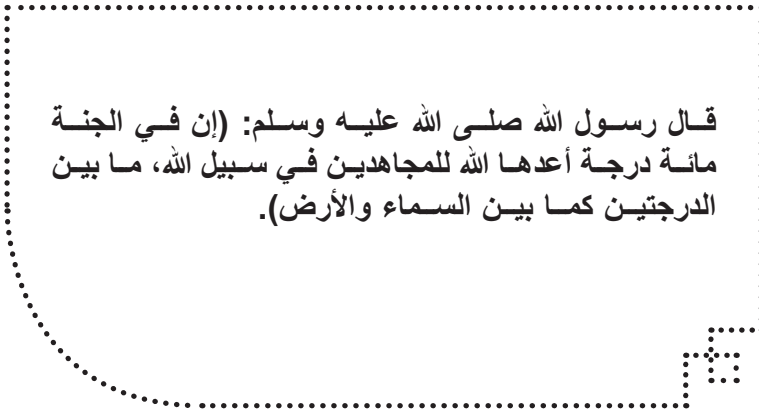 قال رسول الله صلى الله عليه وسلم: (إن في الجنة
مائة درجة أعدها الله للمجاهدين في سبيل الله، ما بين
الدرجتين كما بين السماء والأرض).